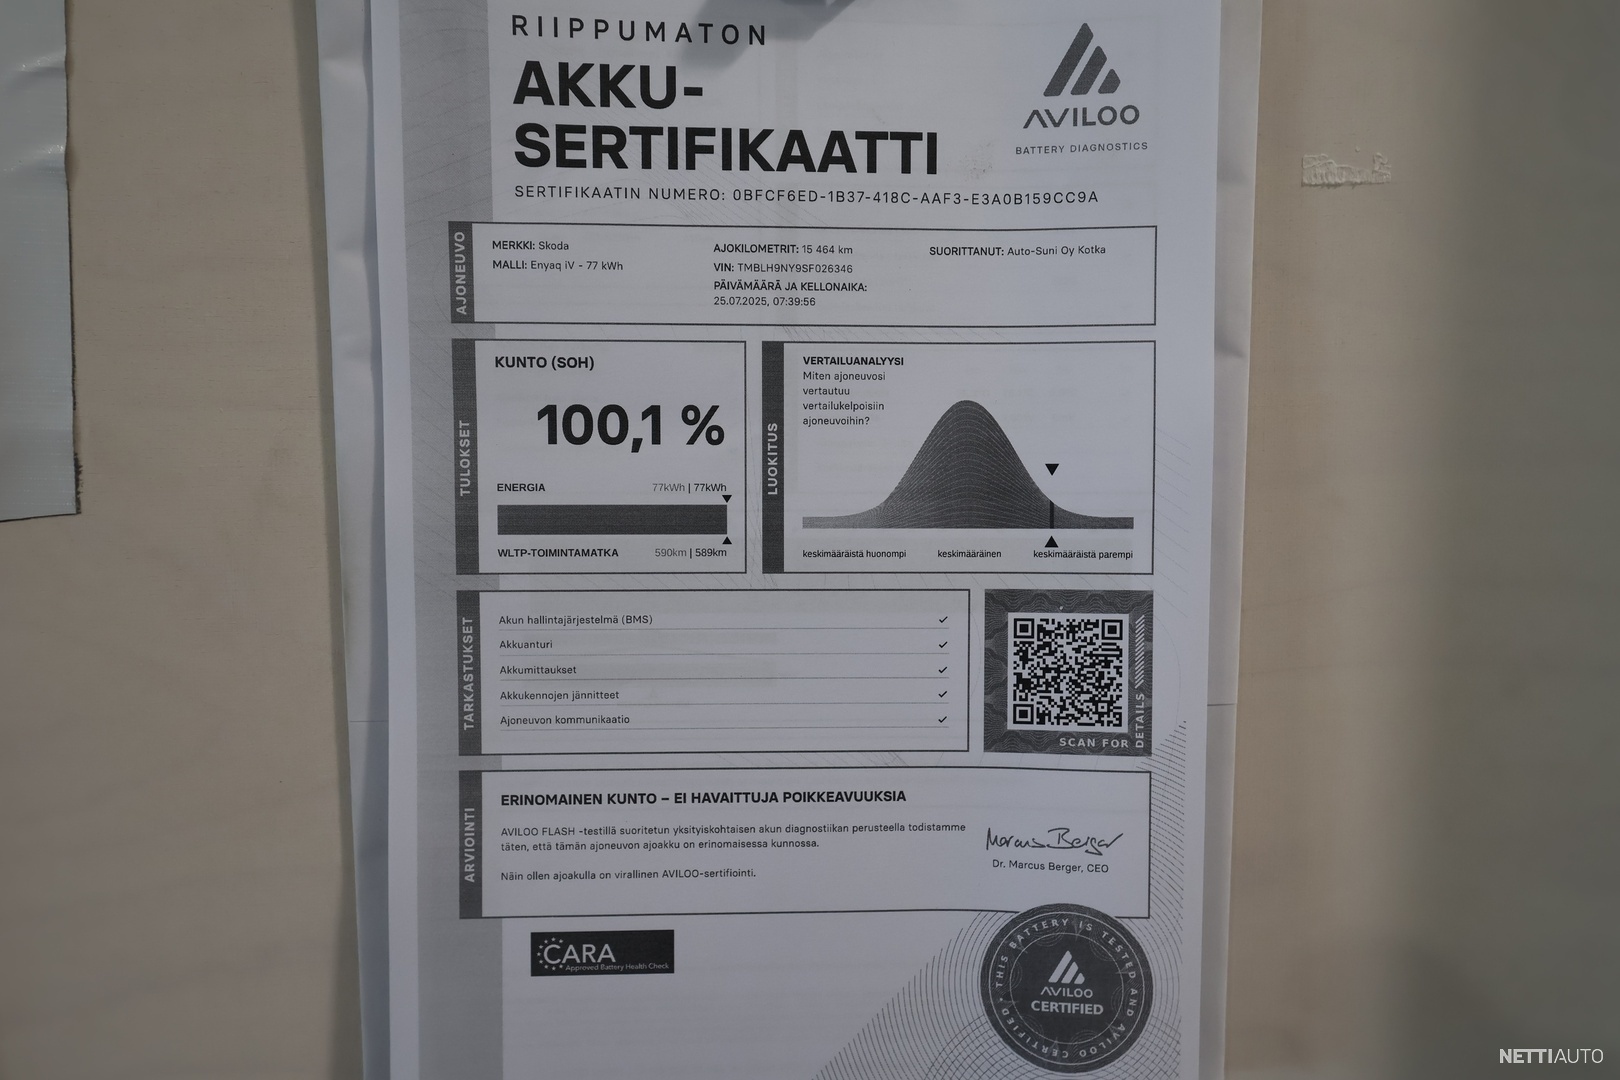 RIIPPUMATON
AKKU-
SERTIFIKAATTI
AVILOO
BATTERY DIAGNOSTICS
SERTIFIKAATIN NUMERO: 0BFCF6ED-1B37-418C-AAF3-E3A0B159CC9A
AJONEUVO
MERKKI: Skoda
MALLI: Enyaq iV - 77 kWh
AJOKILOMETRIT: 15 464 km
VIN: TMBLH9NY9SF026346
PÄIVÄMÄÄRÄ JA KELLONAIKA:
25.07.2025, 07:39:56
SUORITTANUT: Auto-Suni Oy Kotka
TULOKSET
KUNTO (SOH)
100,1 %
ENERGIA 77kWh | 77kWh
WLTP-TOIMINTAMATKA 590km | 589km
LUOKITUS
VERTAILUANALYYSI
Miten ajoneuvosi
vertautuu
vertailukelpoisiin
ajoneuvoihin?
keskimääräistä huonompi keskimääräinen keskimääräistä parempi
TARKASTUKSET
Akun hallintajärjestelmä (BMS) ✓
Akkuanturi ✓
Akkumittaukset ✓
Akkukennojen jännitteet ✓
Ajoneuvon kommunikaatio ✓
SCAN FOR DETAILS
ARVIOINTI
ERINOMAINEN KUNTO – EI HAVAITTUJA POIKKEAVUUKSIA
AVILOO FLASH -testillä suoritetun yksityiskohtaisen akun diagnostiikan perusteella todistamme
täten, että tämän ajoneuvon ajoakku on erinomaisessa kunnossa.
Näin ollen ajoakulla on virallinen AVILOO-sertifiointi.
Marcus Berger
Dr. Marcus Berger, CEO
CARA
Approved Battery Health Check
THIS BATTERY IS TESTED AND AVILOO CERTIFIED
AVILOO
CERTIFIED
NETTIAUTO